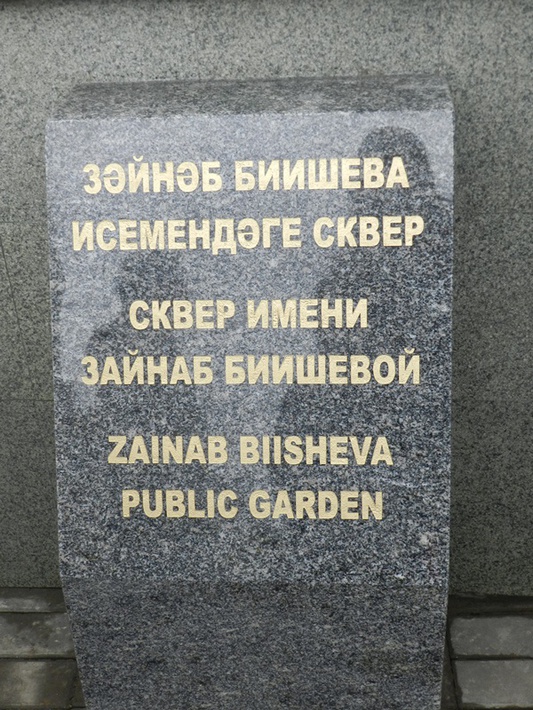 ЗӘЙНӘБ БИИШЕВА
ИСЕМЕНДӘГЕ СКВЕР
СКВЕР ИМЕНИ
ЗАЙНАБ БИИШЕВОЙ
ZAINAB BIISHEVA
PUBLIC GARDEN